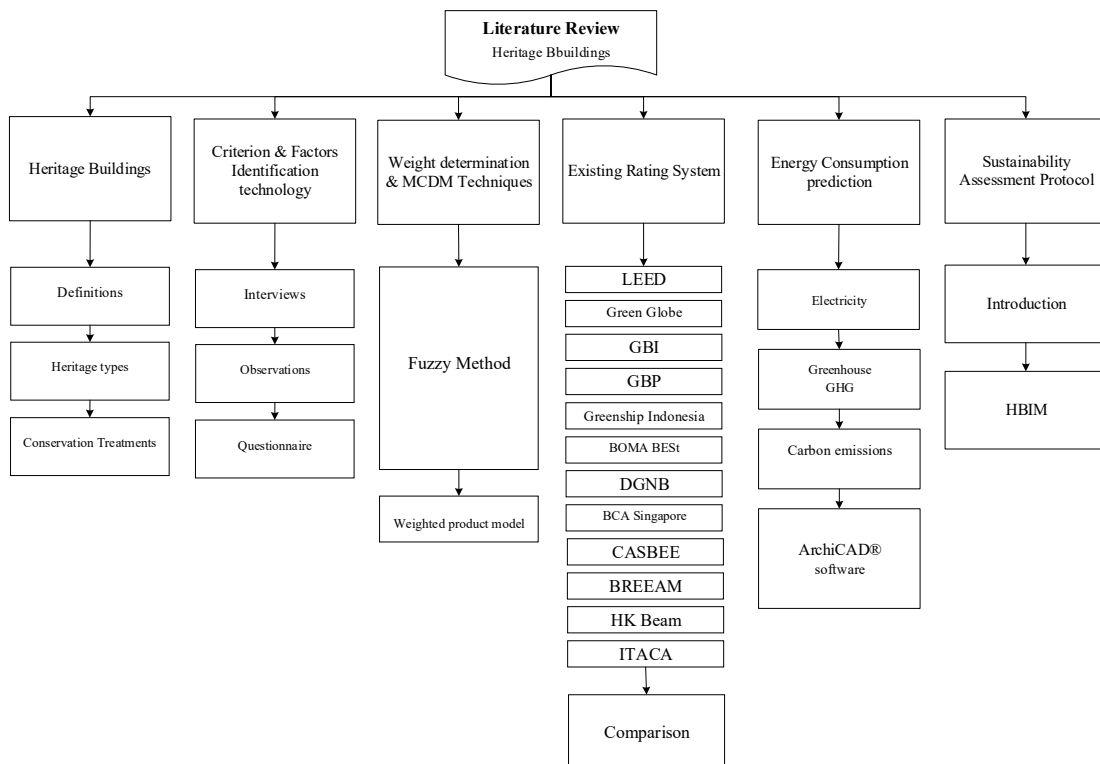 Literature Review
Heritage Bbuildings
Heritage Buildings
Definitions
Heritage types
Conservation Treatments
Criterion & Factors
Identification
technology
Interviews
Observations
Questionnaire
Weight determination
& MCDM Techniques
Fuzzy Method
Weighted product model
Existing Rating System
LEED
Green Globe
GBI
GBP
Greenship Indonesia
BOMA BESt
DGNB
BCA Singapore
CASBEE
BREEAM
HK Beam
ITACA
Comparison
Energy Consumption
prediction
Electricity
Greenhouse
GHG
Carbon emissions
ArchiCAD®
software
Sustainability
Assessment Protocol
Introduction
HBIM